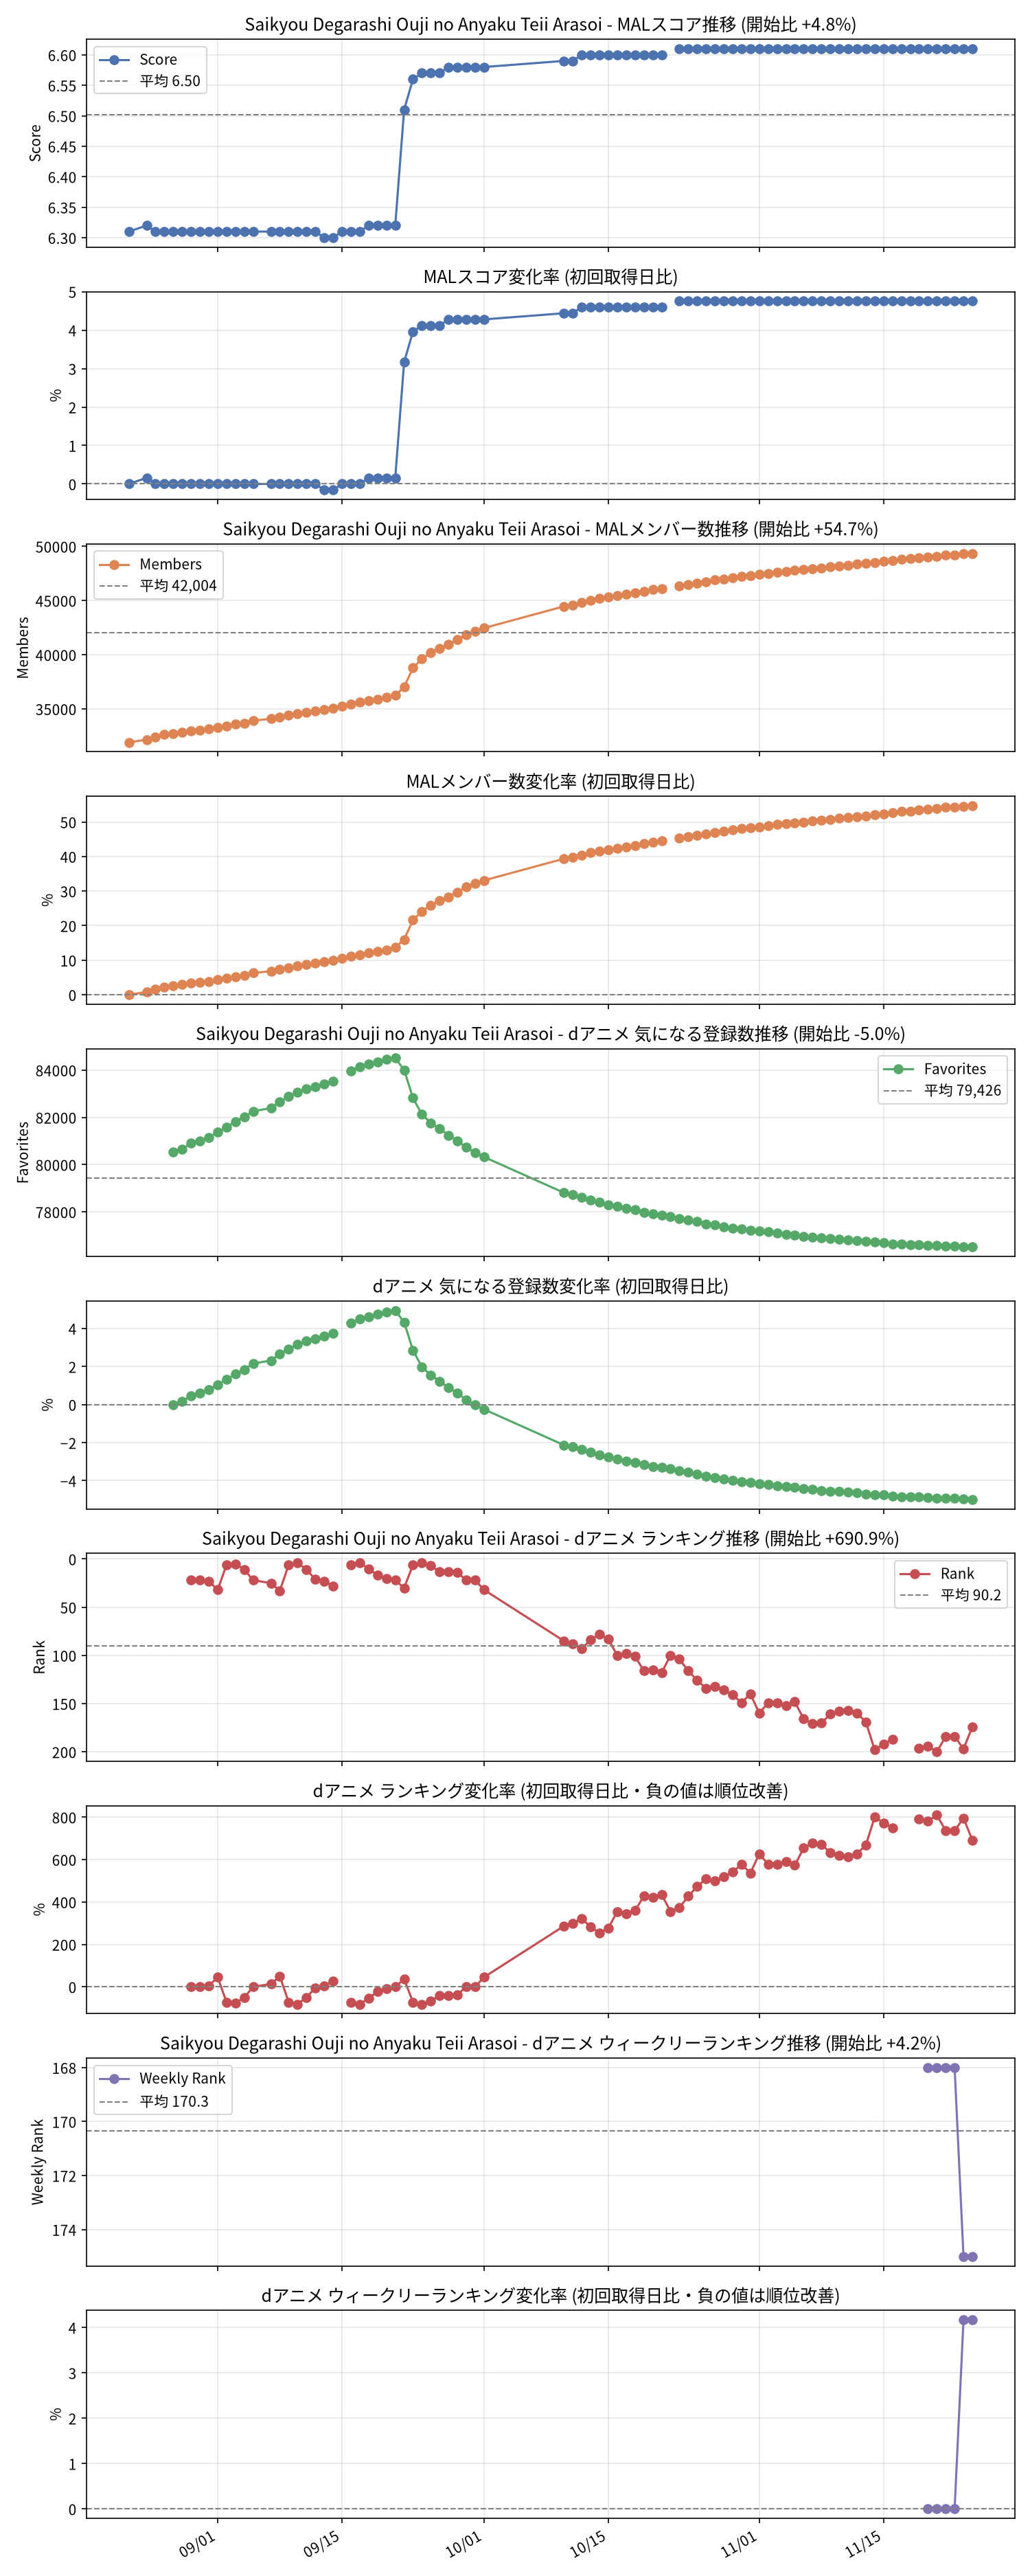 Saikyou Degarashi Ouji no Anyaku Teii Arasoi - MALスコア推移 (開始比 +4.8%)
Score
平均 6.50
Score
6.60
6.55
6.50
6.45
6.40
6.35
6.30
MALスコア変化率 (初回取得日比)
%
5
4
3
2
1
0
Saikyou Degarashi Ouji no Anyaku Teii Arasoi - MALメンバー数推移 (開始比 +54.7%)
Members
平均 42,004
Members
50000
45000
40000
35000
MALメンバー数変化率 (初回取得日比)
%
50
40
30
20
10
0
Saikyou Degarashi Ouji no Anyaku Teii Arasoi - dアニメ 気になる登録数推移 (開始比 -5.0%)
Favorites
平均 79,426
Favorites
84000
82000
80000
78000
dアニメ 気になる登録数変化率 (初回取得日比)
%
4
2
0
−2
−4
Saikyou Degarashi Ouji no Anyaku Teii Arasoi - dアニメ ランキング推移 (開始比 +690.9%)
Rank
平均 90.2
Rank
0
50
100
150
200
dアニメ ランキング変化率 (初回取得日比・負の値は順位改善)
%
800
600
400
200
0
Saikyou Degarashi Ouji no Anyaku Teii Arasoi - dアニメ ウィークリーランキング推移 (開始比 +4.2%)
Weekly Rank
平均 170.3
Weekly Rank
168
170
172
174
dアニメ ウィークリーランキング変化率 (初回取得日比・負の値は順位改善)
%
4
3
2
1
0
09/01
09/15
10/01
10/15
11/01
11/15